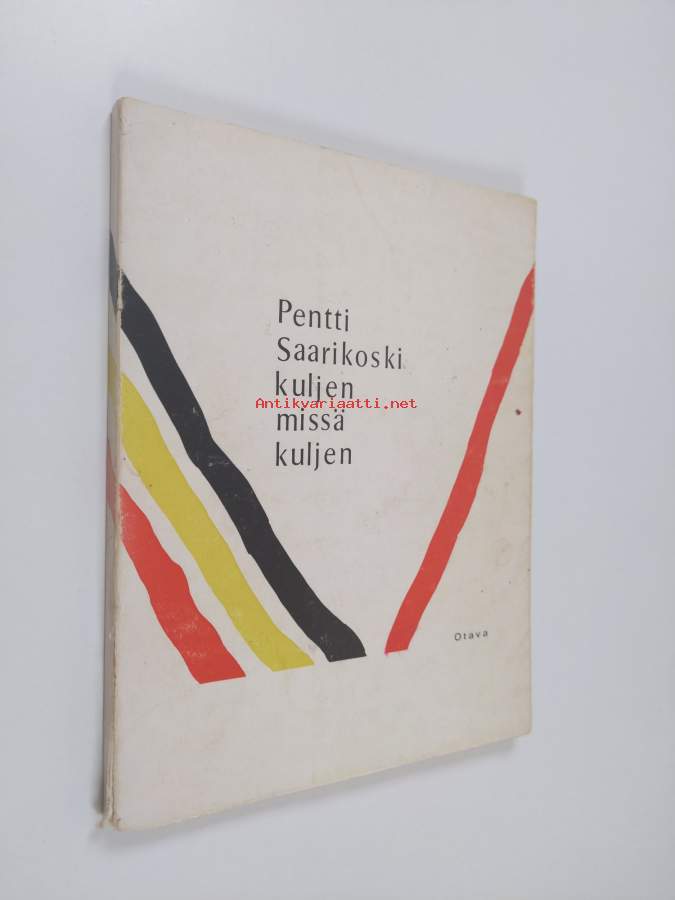 Pentti
Saarikoski
kuljen
Antikvariaatti.net
missä
kuljen
Otava